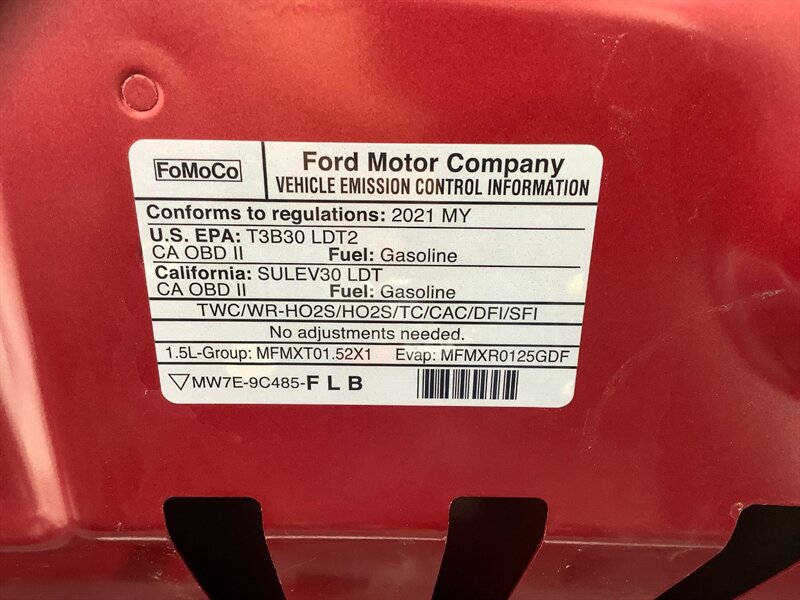 FoMoCo
Ford Motor Company
VEHICLE EMISSION CONTROL INFORMATION
Conforms to regulations: 2021 MY
U.S. EPA: T3B30 LDT2
CA OBD II Fuel: Gasoline
California: SULEV30 LDT
CA OBD II Fuel: Gasoline
TWC/WR-HO2S/HO2S/TC/CAC/DFI/SFI
No adjustments needed.
1.5L-Group: MFMXT01.52X1 Evap: MFMXR0125GDF
MW7E-9C485-F L B